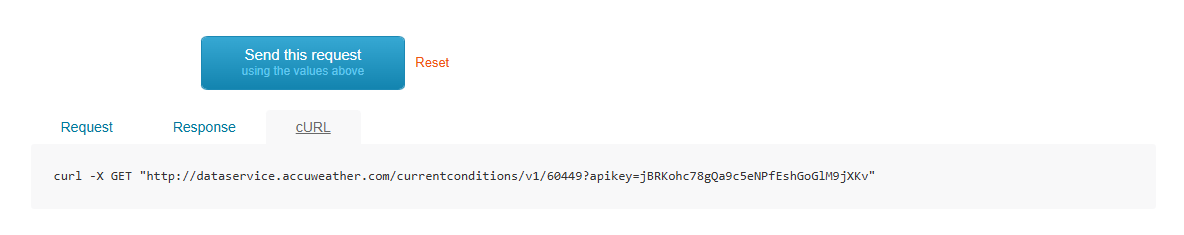 Send this request
using the values above
Reset
Request Response cURL
curl -X GET "http://dataservice.accuweather.com/currentconditions/v1/60449?apikey=jBRKohc78gQa9c5eNPfEshGoGlM9jXKv"